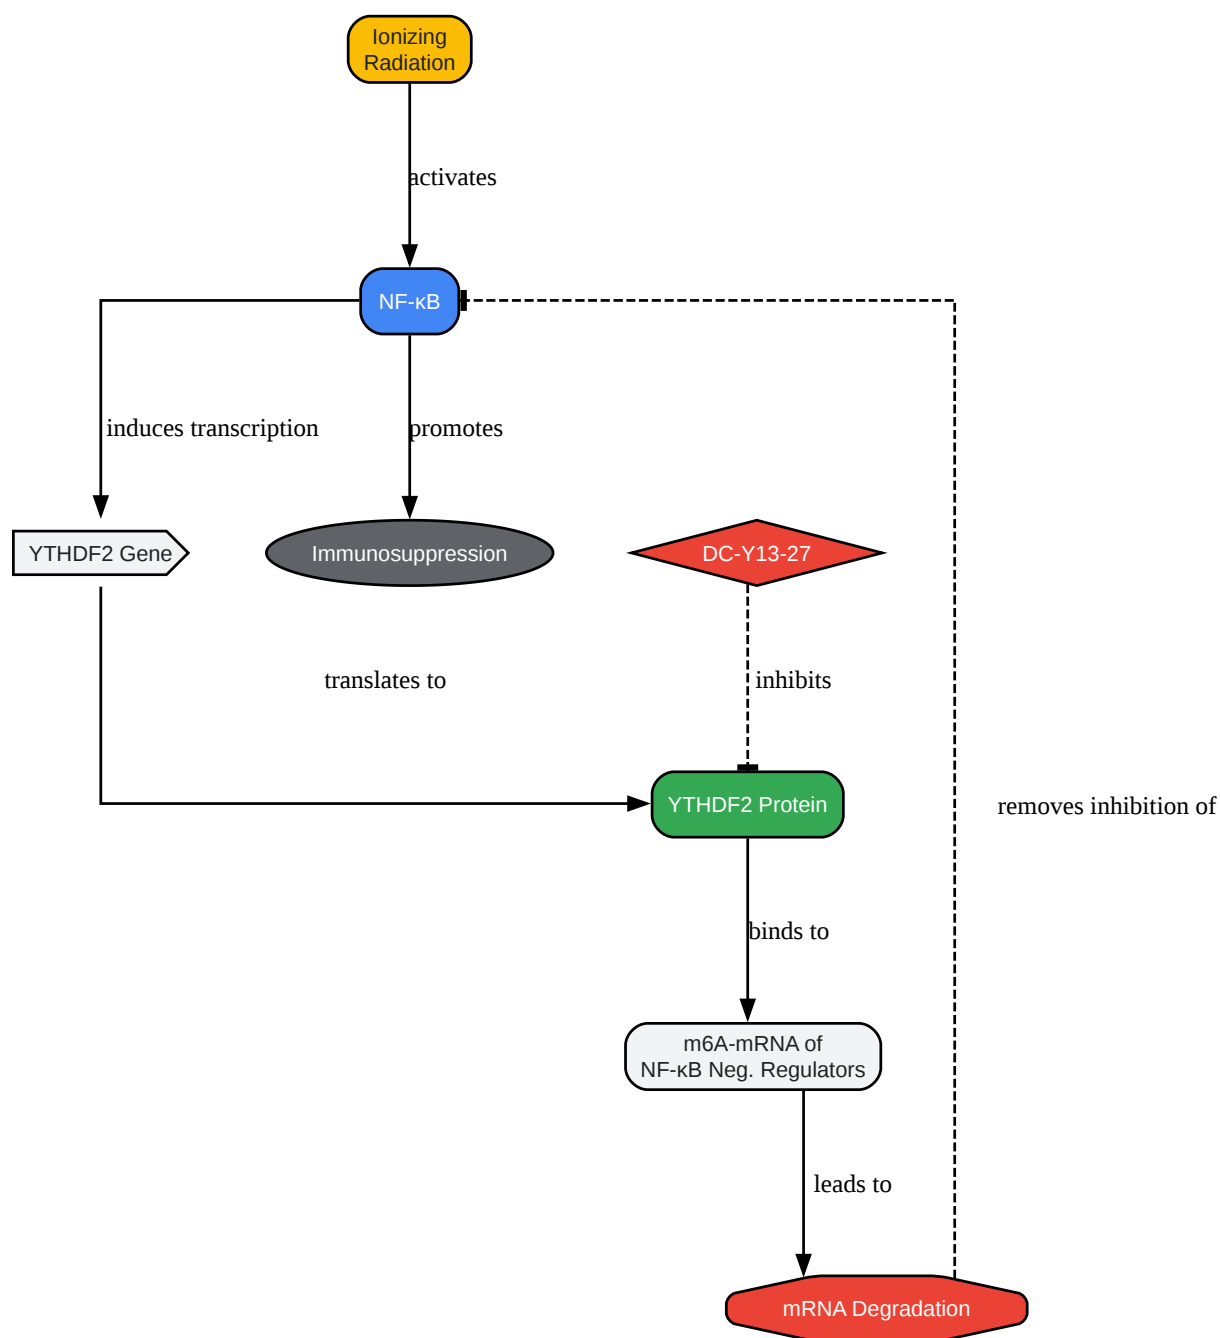 Ionizing
Radiation
activates
NF-κB
induces transcription
promotes
YTHDF2 Gene
Immunosuppression
DC-Y13-27
translates to
inhibits
YTHDF2 Protein
removes inhibition of
binds to
m6A-mRNA of
NF-κB Neg. Regulators
leads to
mRNA Degradation